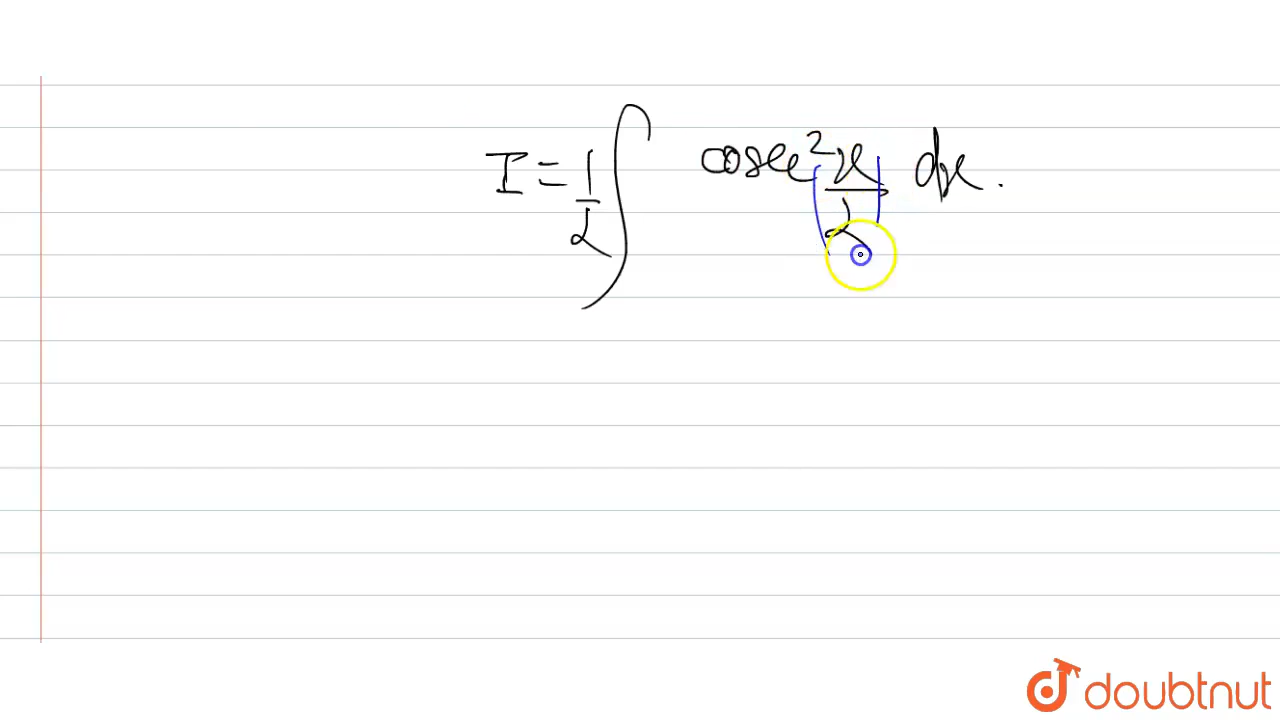 I = 1/2 ∫ cosec² x/2 dx.
doubtnut